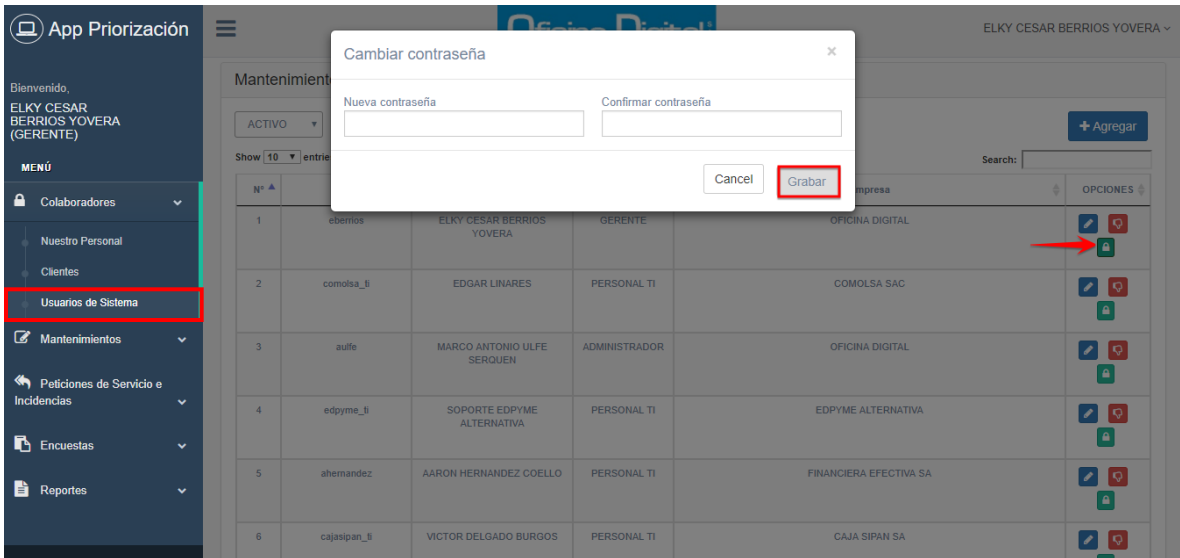 App Priorización
ELKY CESAR BERRIOS YOVERA
Bienvenido,
ELKY CESAR
BERRIOS YOVERA
(GERENTE)
MENÚ
Colaboradores
Nuestro Personal
Clientes
Usuarios de Sistema
Mantenimientos
Peticiones de Servicio e
Incidencias
Encuestas
Reportes
Oficina Digital
Cambiar contraseña
×
Nueva contraseña
Confirmar contraseña
Cancel
Grabar
ACTIVO
+ Agregar
Show 10 entrie
Search:
N° mpresa OPCIONES
1 eberrios ELKY CESAR BERRIOS GERENTE OFICINA DIGITAL
YOVERA
2 comolsa_ti EDGAR LINARES PERSONAL TI COMOLSA SAC
3 aulfe MARCO ANTONIO ULFE ADMINISTRADOR OFICINA DIGITAL
SERQUEN
4 edpyme_ti SOPORTE EDPYME PERSONAL TI EDPYME ALTERNATIVA
ALTERNATIVA
5 ahernandez AARON HERNANDEZ COELLO PERSONAL TI FINANCIERA EFECTIVA SA
6 cajasipan_ti VICTOR DELGADO BURGOS PERSONAL TI CAJA SIPAN SA